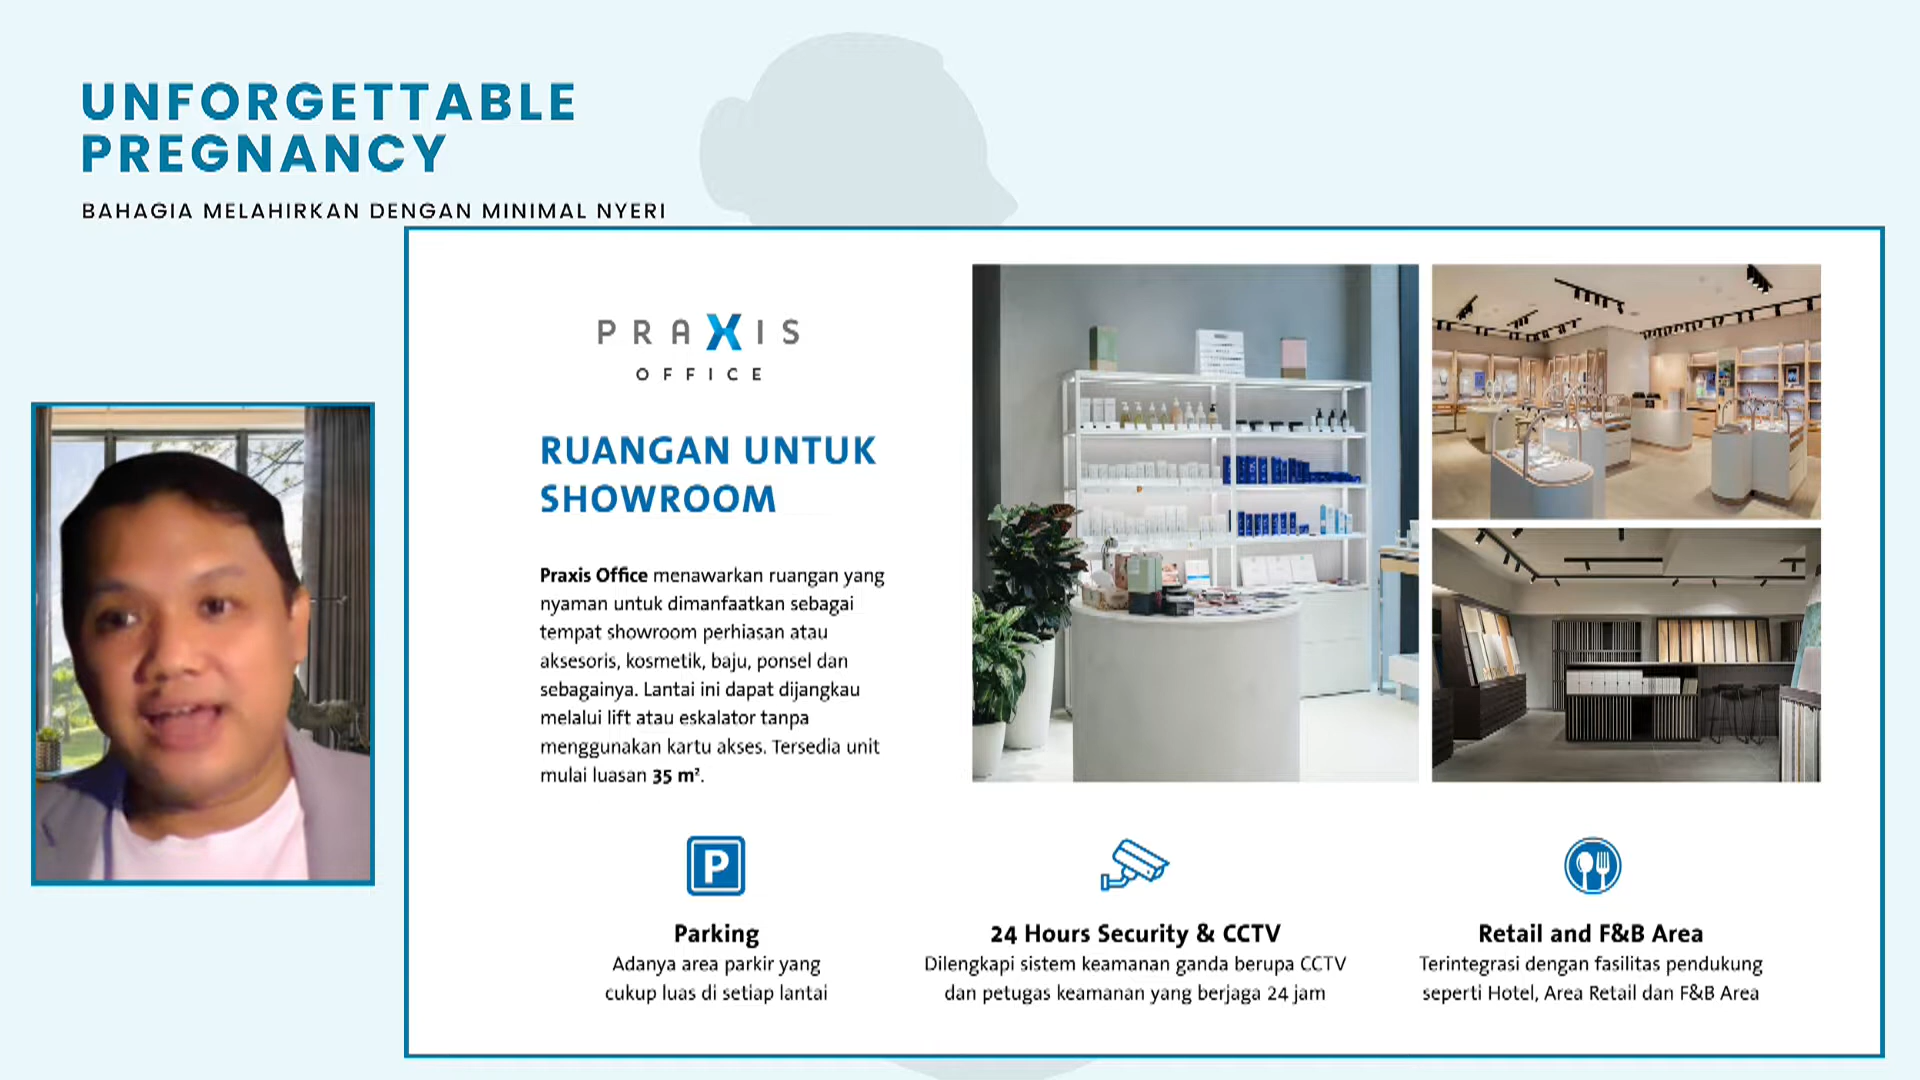 UNFORGETTABLE
PREGNANCY
BAHAGIA MELAHIRKAN DENGAN MINIMAL NYERI
PRAXIS
OFFICE
RUANGAN UNTUK
SHOWROOM
Praxis Office menawarkan ruangan yang
nyaman untuk dimanfaatkan sebagai
tempat showroom perhiasan atau
aksesoris, kosmetik, baju, ponsel dan
sebagainya. Lantai ini dapat dijangkau
melalui lift atau eskalator tanpa
menggunakan kartu akses. Tersedia unit
mulai luasan 35 m².
P
Parking
Adanya area parkir yang
cukup luas di setiap lantai
24 Hours Security & CCTV
Dilengkapi sistem keamanan ganda berupa CCTV
dan petugas keamanan yang berjaga 24 jam
Retail and F&B Area
Terintegrasi dengan fasilitas pendukung
seperti Hotel, Area Retail dan F&B Area